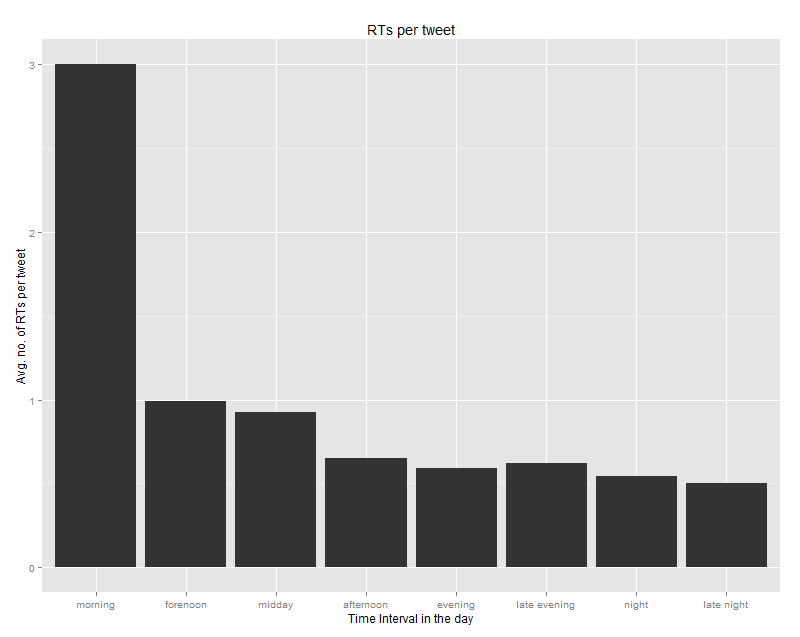 RTs per tweet
Avg. no. of RTs per tweet
3
2
1
0
morning forenoon midday afternoon evening late evening night late night
Time Interval in the day